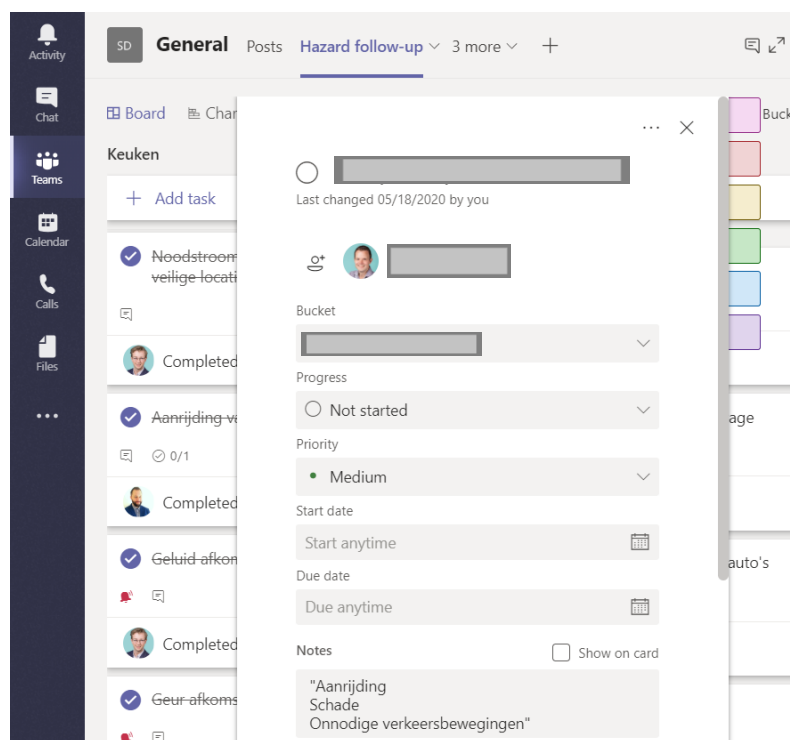 Activity
Chat
Teams
Calendar
Calls
Files
SD General Posts Hazard follow-up 3 more
Board
Keuken
Add task
Noodstroom
veilige locati
Completed
Aanrijding
0/1
Completed
Geluid afkom
Completed
Geur afkoms
Last changed 05/18/2020 by you
Bucket
Progress
Not started
Priority
Medium
Start date
Start anytime
Due date
Due anytime
Notes
Show on card
"Aanrijding
Schade
Onnodige verkeersbewegingen"
Buck
age
auto's